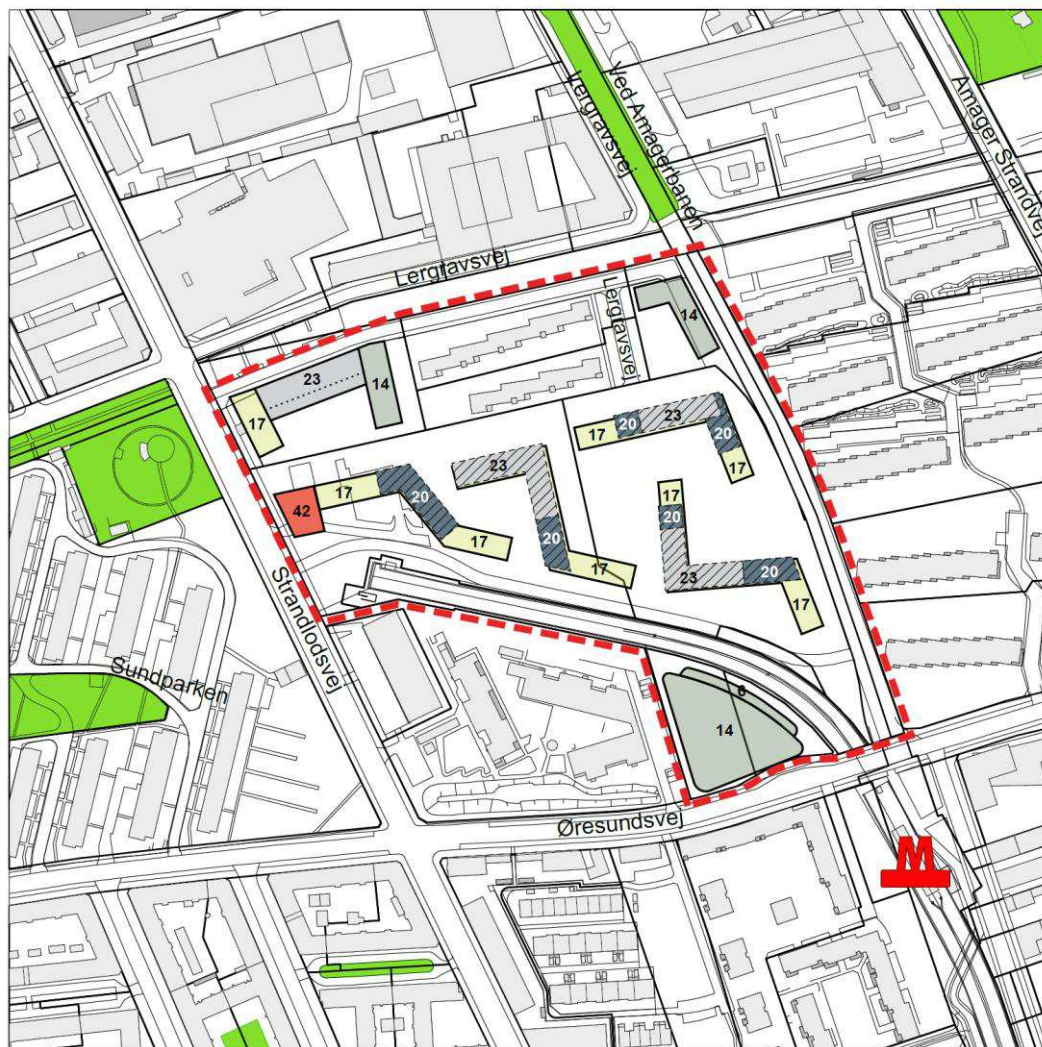 Lergravsvej
Ved Amagerbanen
Amager Strandvej
Lergravsvej
Lergravsvej
14
23
14
17
17
20
23
20
17
23
17
20
42
17
20
17
20
17
23
20
17
Strandlodsvej
Sundparken
6
14
Øresundsvej
M